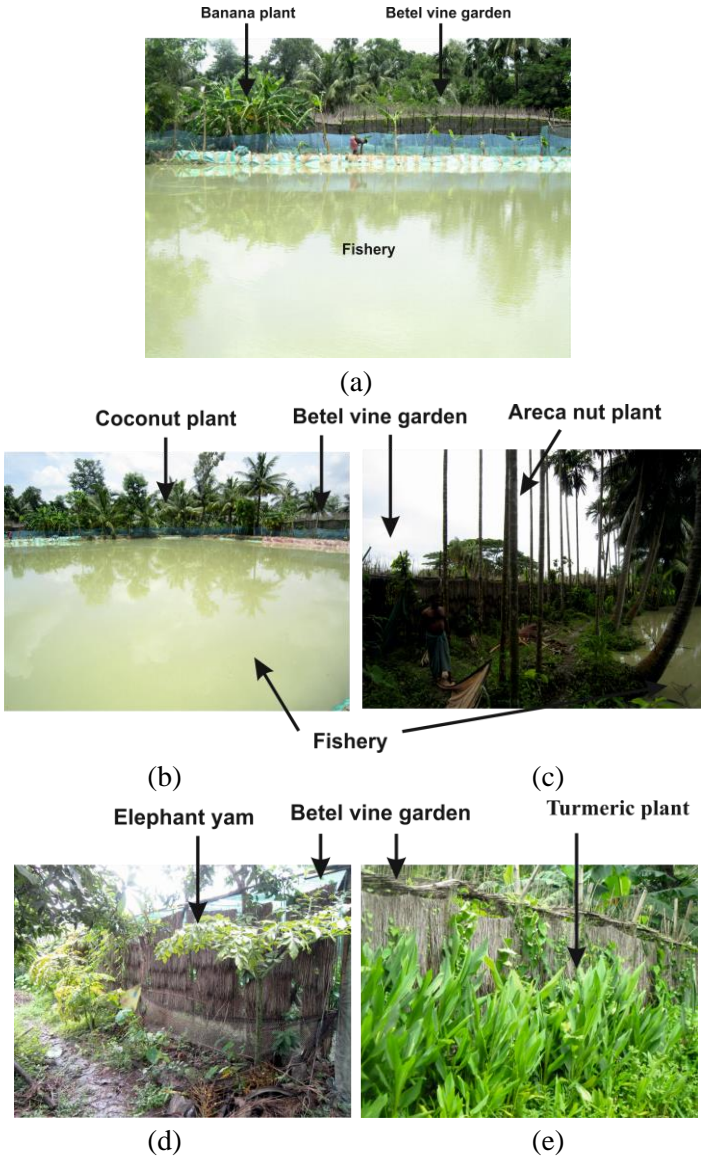 Banana plant Betel vine garden
Fishery
(a)
Coconut plant Betel vine garden Areca nut plant
Fishery
(b) (c)
Elephant yam Betel vine garden Turmeric plant
(d) (e)